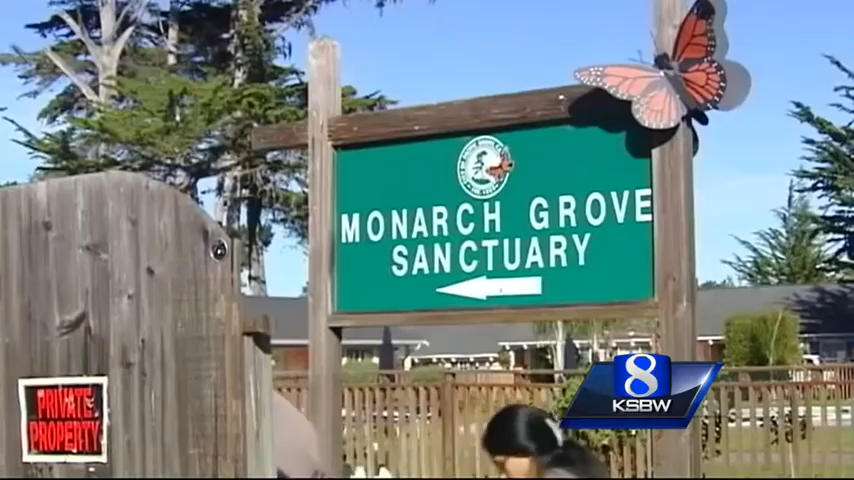 MONARCH GROVE
SANCTUARY
PRIVATE
PROPERTY
8
KSBW